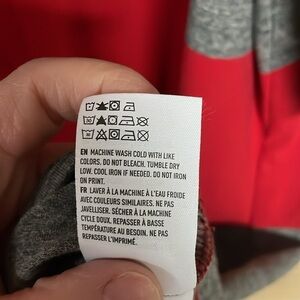 EN MACHINE WASH COLD WITH LIKE
COLORS. DO NOT BLEACH. TUMBLE DRY
LOW. COOL IRON IF NEEDED. DO NOT IRON
ON PRINT.
FR LAVER À LA MACHINE À L'EAU FROIDE
AVEC COULEURS SIMILAIRES. NE PAS
JAVELLISER. SÉCHER À LA MACHINE
CYCLE DOUX. REPASSER À BASSE
TEMPÉRATURE AU BESOIN. NE PAS
REPASSER L'IMPRIMÉ.